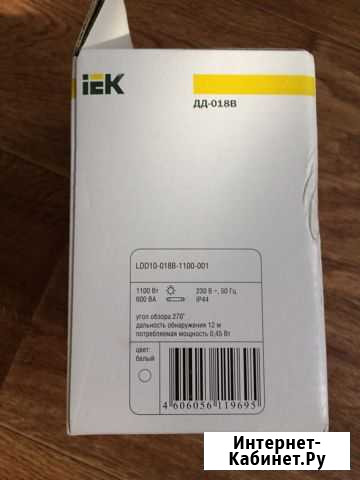 iEK
ДД-018В
LDD10-018B-1100-001
1100 Вт 230 В ~, 50 Гц,
600 ВА IP44
угол обзора 270°
дальность обнаружения 12 м
потребляемая мощность 0,45 Вт
цвет:
белый
4 606056 119695
Интернет-
Кабинет.Ру